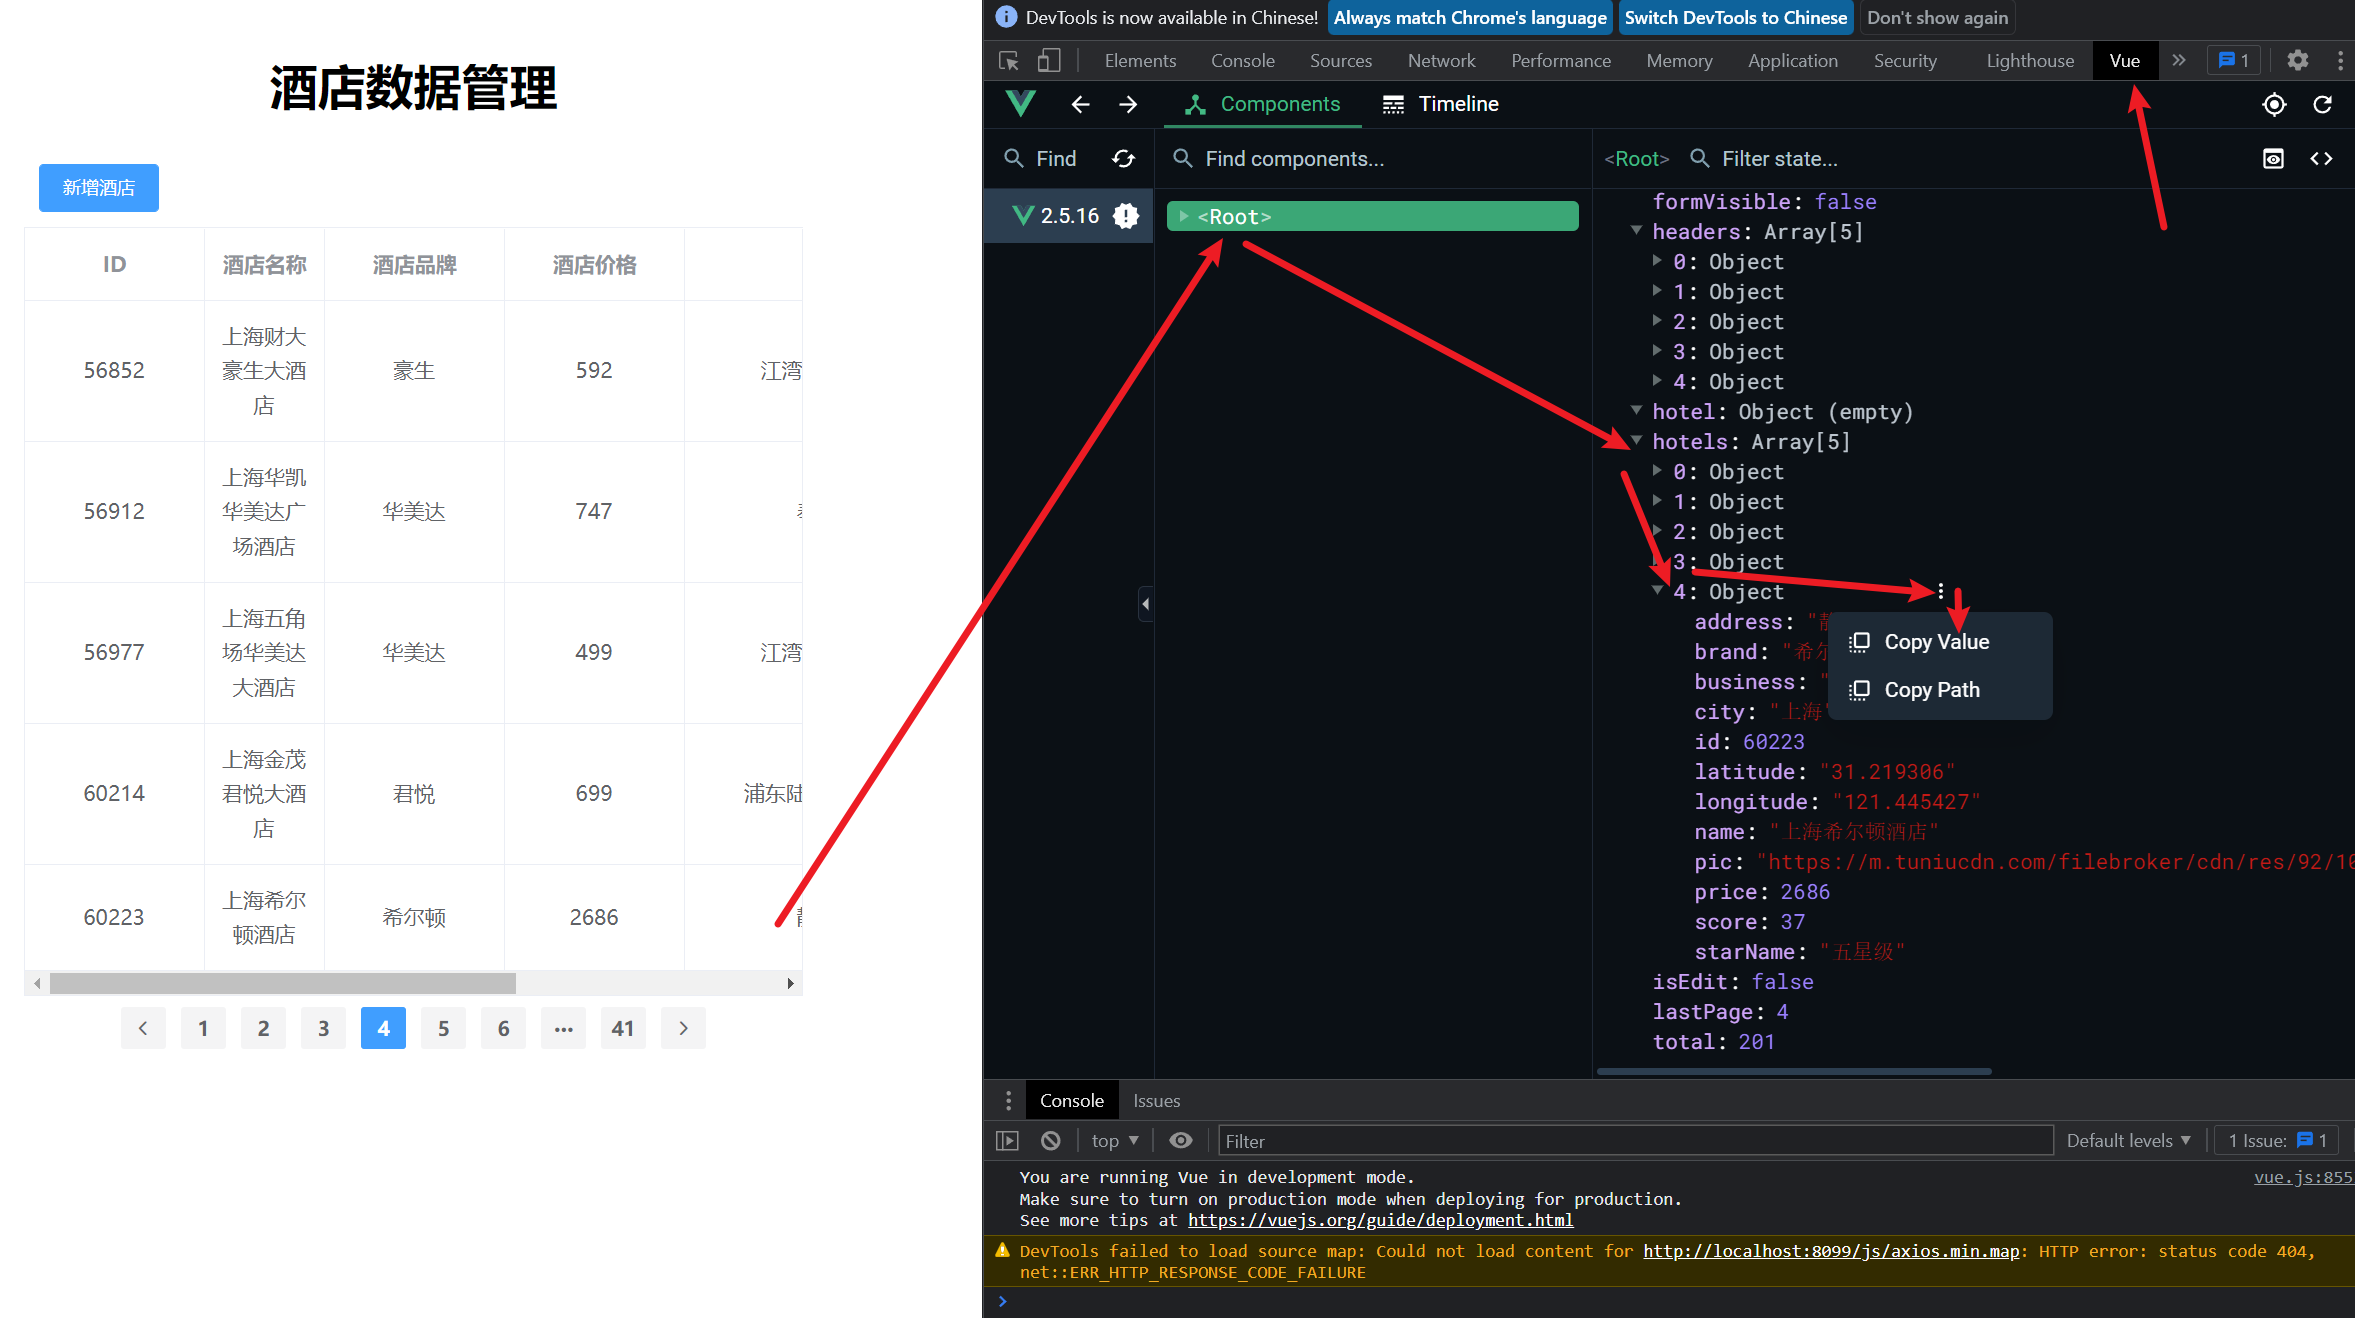 酒店数据管理
新增酒店
ID 酒店名称 酒店品牌 酒店价格
56852 上海财大豪生大酒店 豪生 592 江湾
56912 上海华凯华美达广场酒店 华美达 747
56977 上海五角场华美达大酒店 华美达 499 江湾
60214 上海金茂君悦大酒店 君悦 699 浦东陆
60223 上海希尔顿酒店 希尔顿 2686
1 2 3 4 5 6 ··· 41
DevTools is now available in Chinese! Always match Chrome's language Switch DevTools to Chinese Don't show again
Elements Console Sources Network Performance Memory Application Security Lighthouse Vue 1
Components Timeline
Find Find components... <Root> Filter state...
2.5.16 <Root>
formVisible: false
headers: Array[5]
0: Object
1: Object
2: Object
3: Object
4: Object
hotel: Object (empty)
hotels: Array[5]
0: Object
1: Object
2: Object
3: Object
4: Object
address: "
brand: "希尔
business: "
city: "上海"
id: 60223
latitude: "31.219306"
longitude: "121.445427"
name: "上海希尔顿酒店"
pic: "https://m.tuniucdn.com/filebroker/cdn/res/92/10
price: 2686
score: 37
starName: "五星级"
isEdit: false
lastPage: 4
total: 201
Copy Value
Copy Path
Console Issues
top Filter Default levels 1 Issue: 1
You are running Vue in development mode. vue.js:855
Make sure to turn on production mode when deploying for production.
See more tips at https://vuejs.org/guide/deployment.html
DevTools failed to load source map: Could not load content for http://localhost:8099/js/axios.min.map: HTTP error: status code 404,
net::ERR_HTTP_RESPONSE_CODE_FAILURE